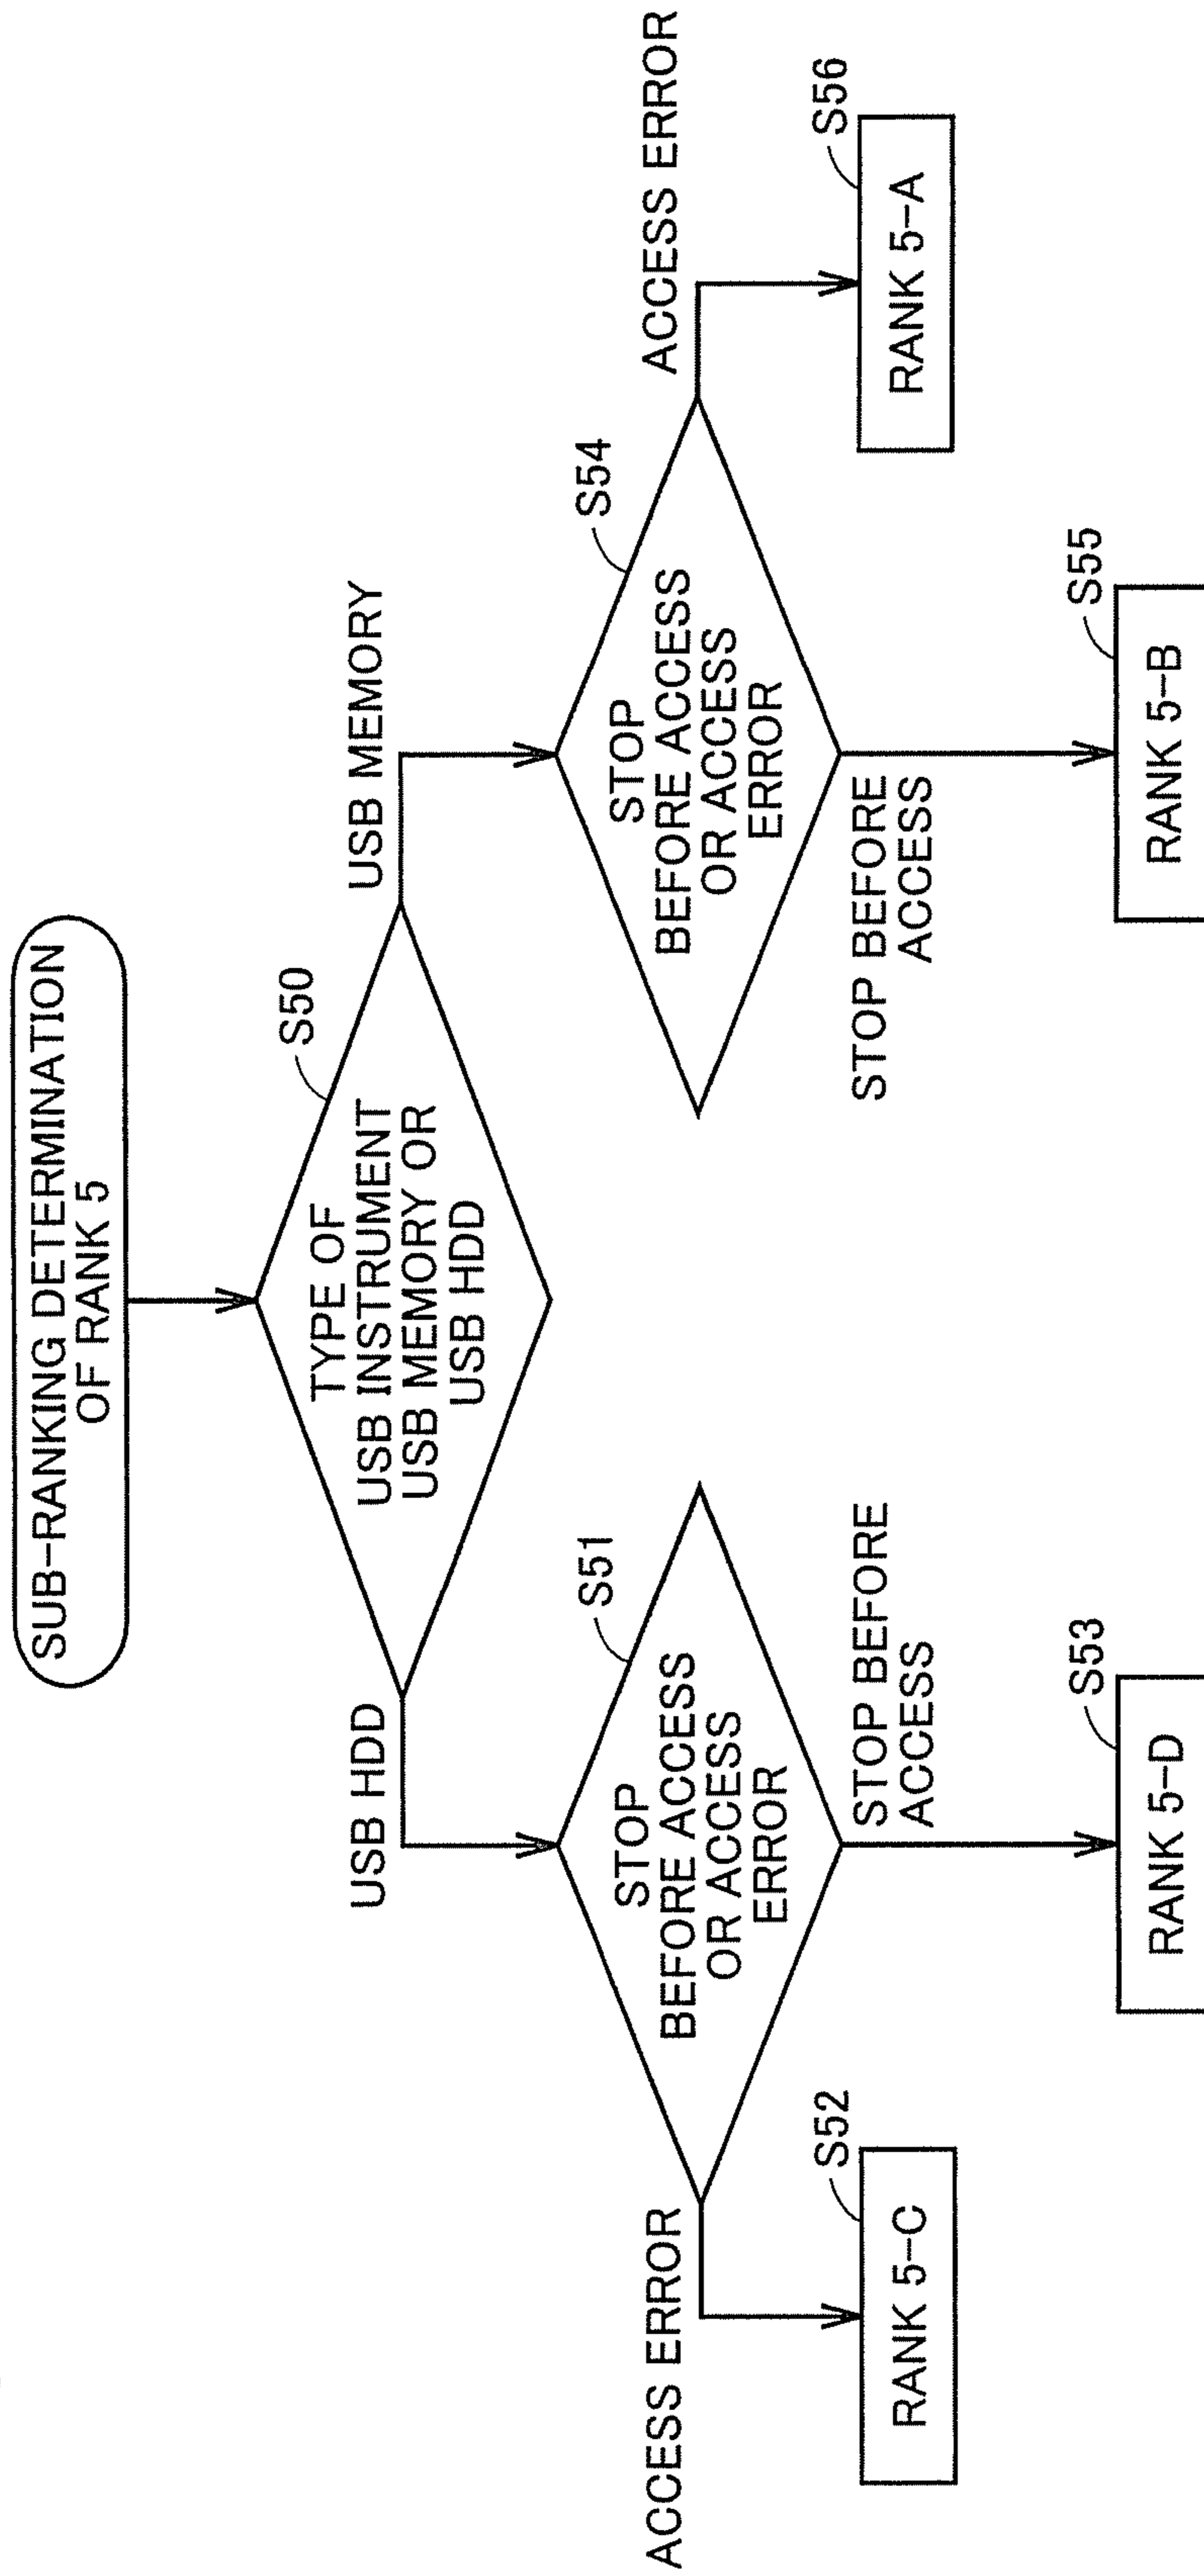 SUB-RANKING DETERMINATION
OF RANK 5
S50
TYPE OF
USB INSTRUMENT
USB MEMORY OR
USB HDD
USB HDD
USB MEMORY
S51
STOP
BEFORE ACCESS
OR ACCESS
ERROR
S54
STOP
BEFORE ACCESS
OR ACCESS
ERROR
ACCESS ERROR
STOP BEFORE
ACCESS
STOP BEFORE
ACCESS
ACCESS ERROR
S52
RANK 5-C
S53
RANK 5-D
S55
RANK 5-B
S56
RANK 5-A